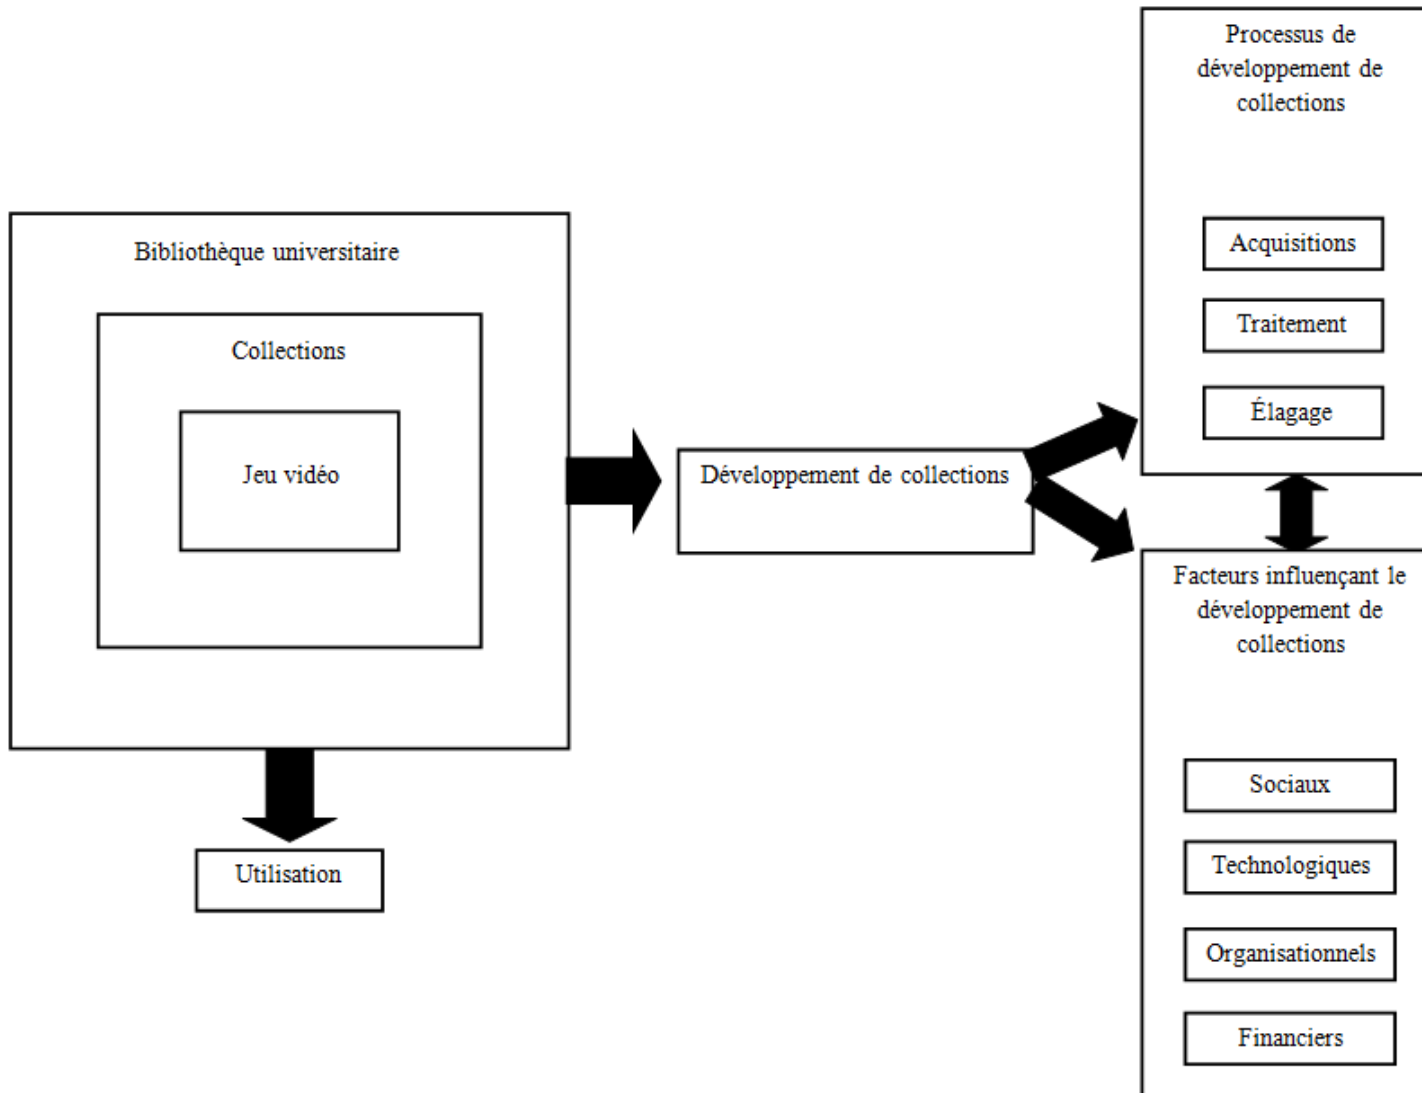 Bibliothèque universitaire
Collections
Jeu vidéo
Utilisation
Développement de collections
Processus de
développement de
collections
Acquisitions
Traitement
Élagage
Facteurs influençant le
développement de
collections
Sociaux
Technologiques
Organisationnels
Financiers